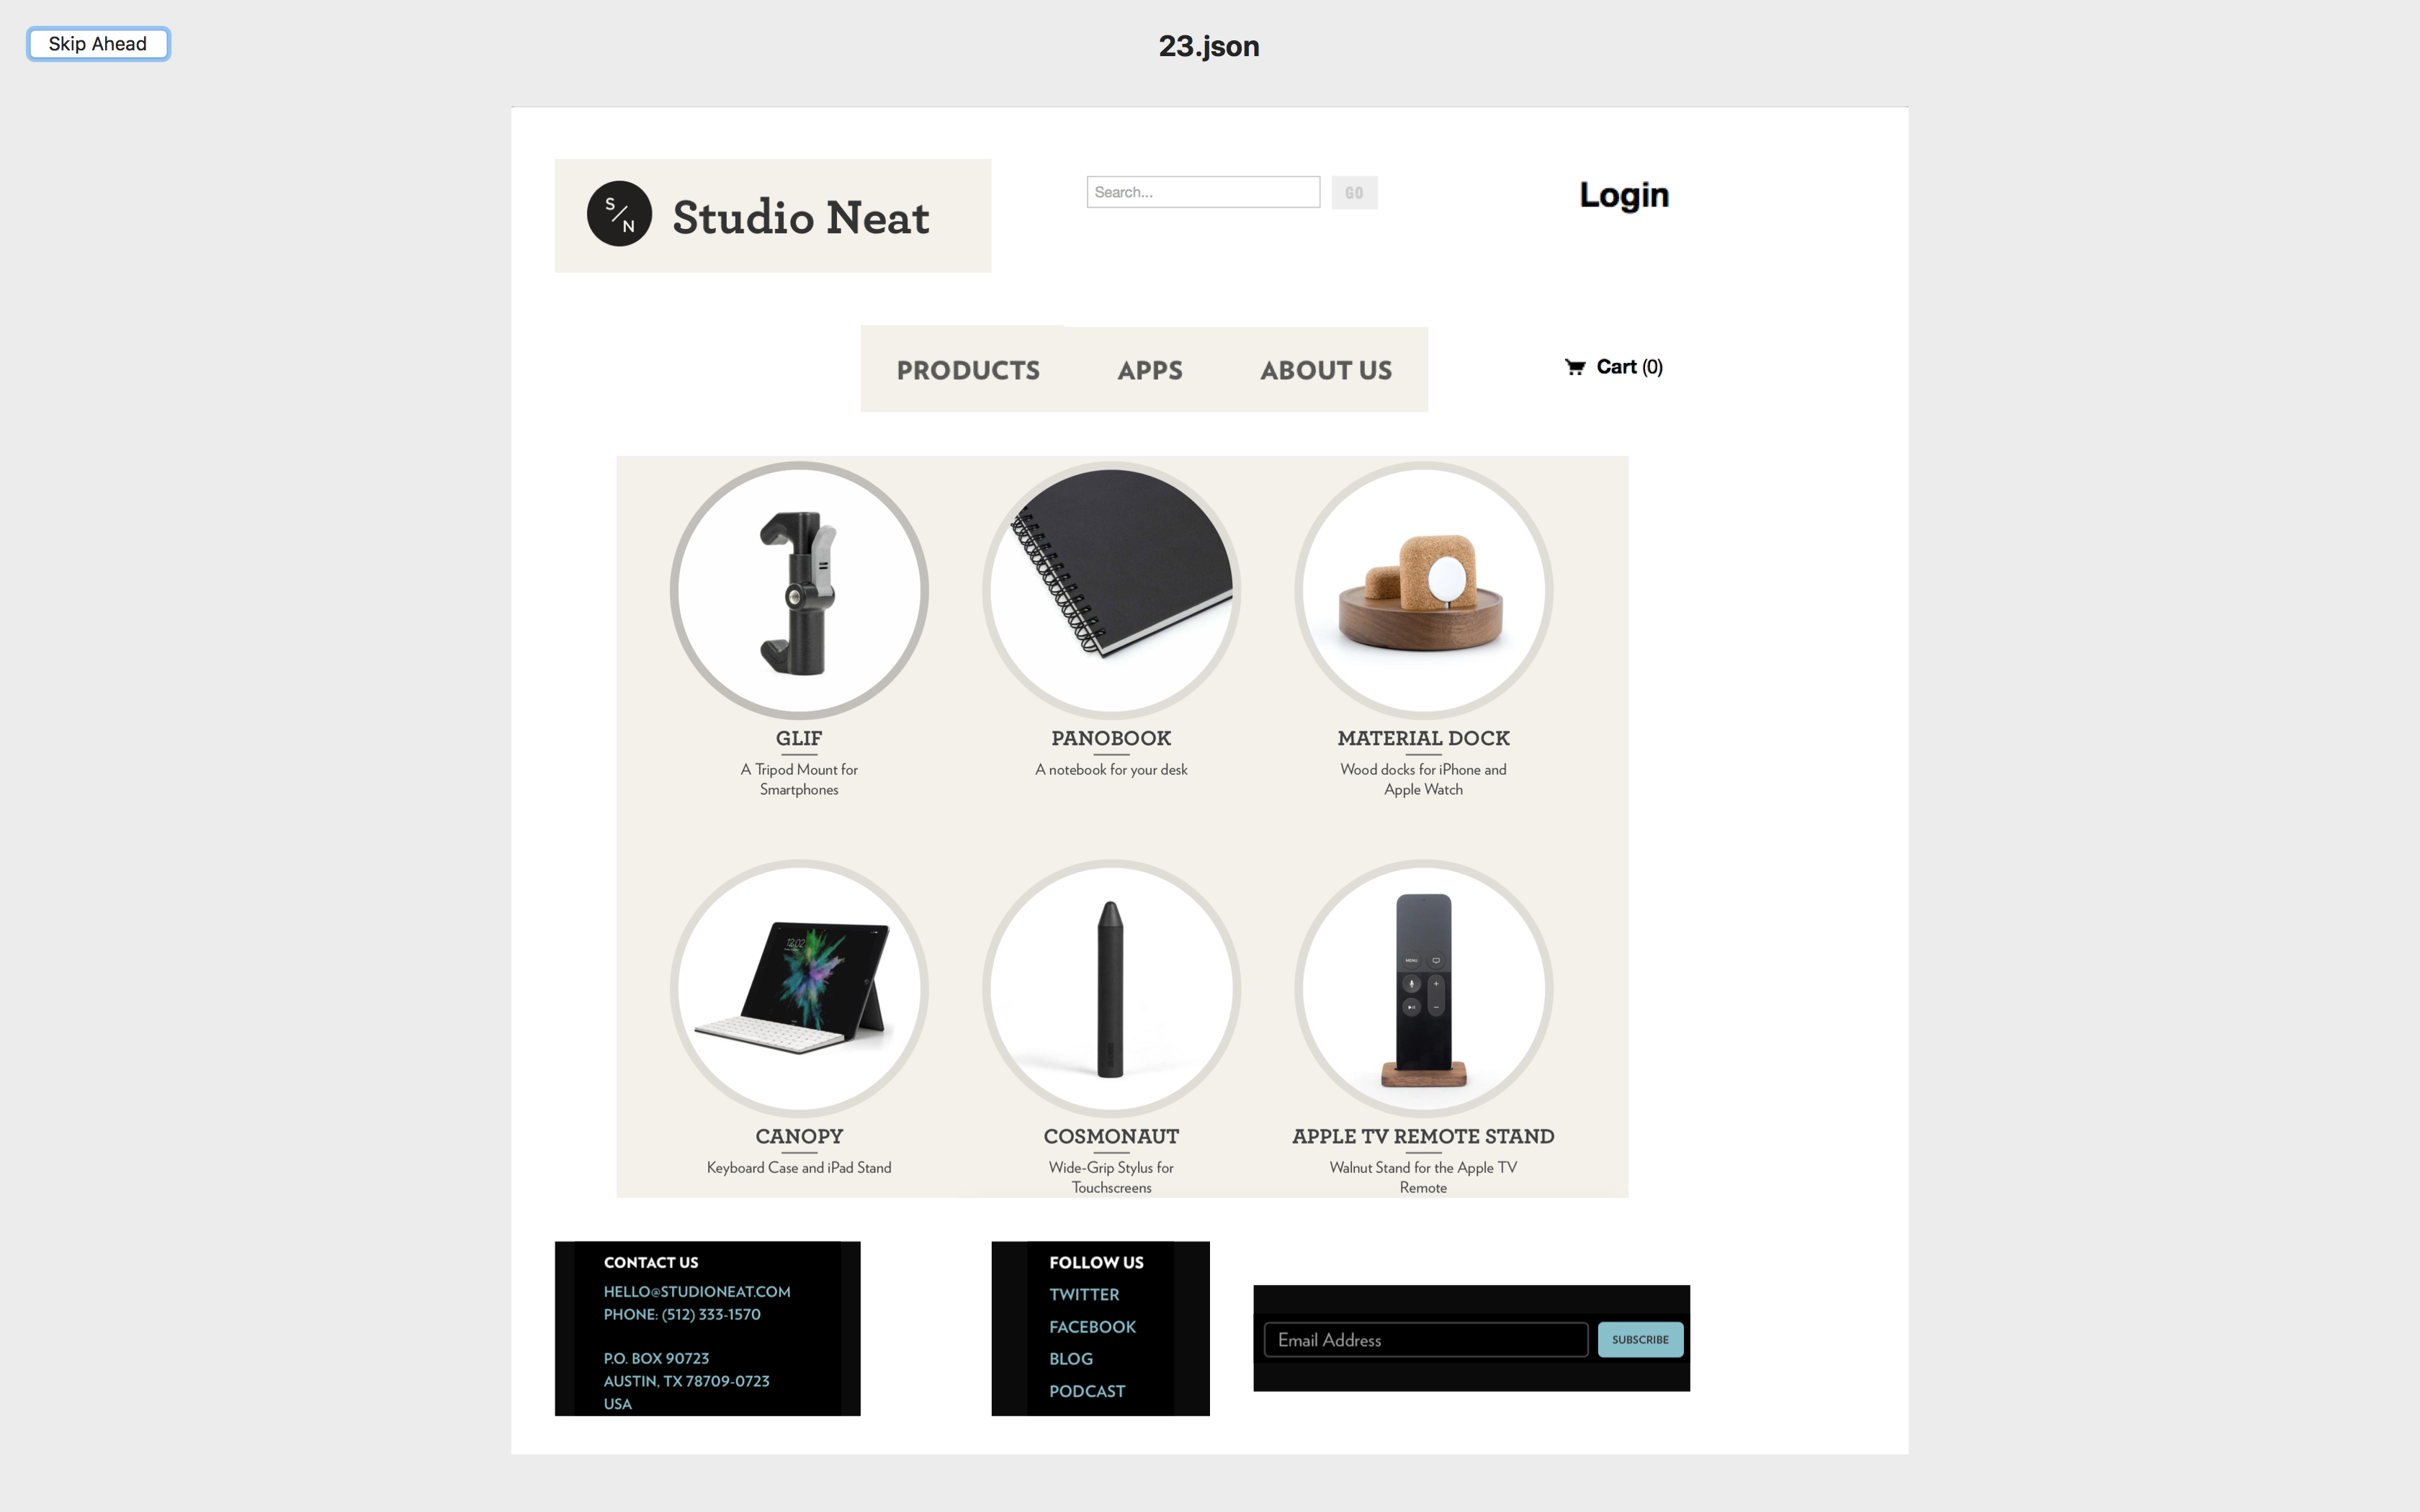 Skip Ahead
23.json
S/N Studio Neat
Search...
GO
Login
PRODUCTS APPS ABOUT US
Cart (0)
GLIF
A Tripod Mount for
Smartphones
PANOBOOK
A notebook for your desk
MATERIAL DOCK
Wood docks for iPhone and
Apple Watch
12:02
MENU
CANOPY
Keyboard Case and iPad Stand
COSMONAUT
Wide-Grip Stylus for
Touchscreens
APPLE TV REMOTE STAND
Walnut Stand for the Apple TV
Remote
CONTACT US
HELLO@STUDIONEAT.COM
PHONE: (512) 333-1570
P.O. BOX 90723
AUSTIN, TX 78709-0723
USA
FOLLOW US
TWITTER
FACEBOOK
BLOG
PODCAST
Email Address
SUBSCRIBE